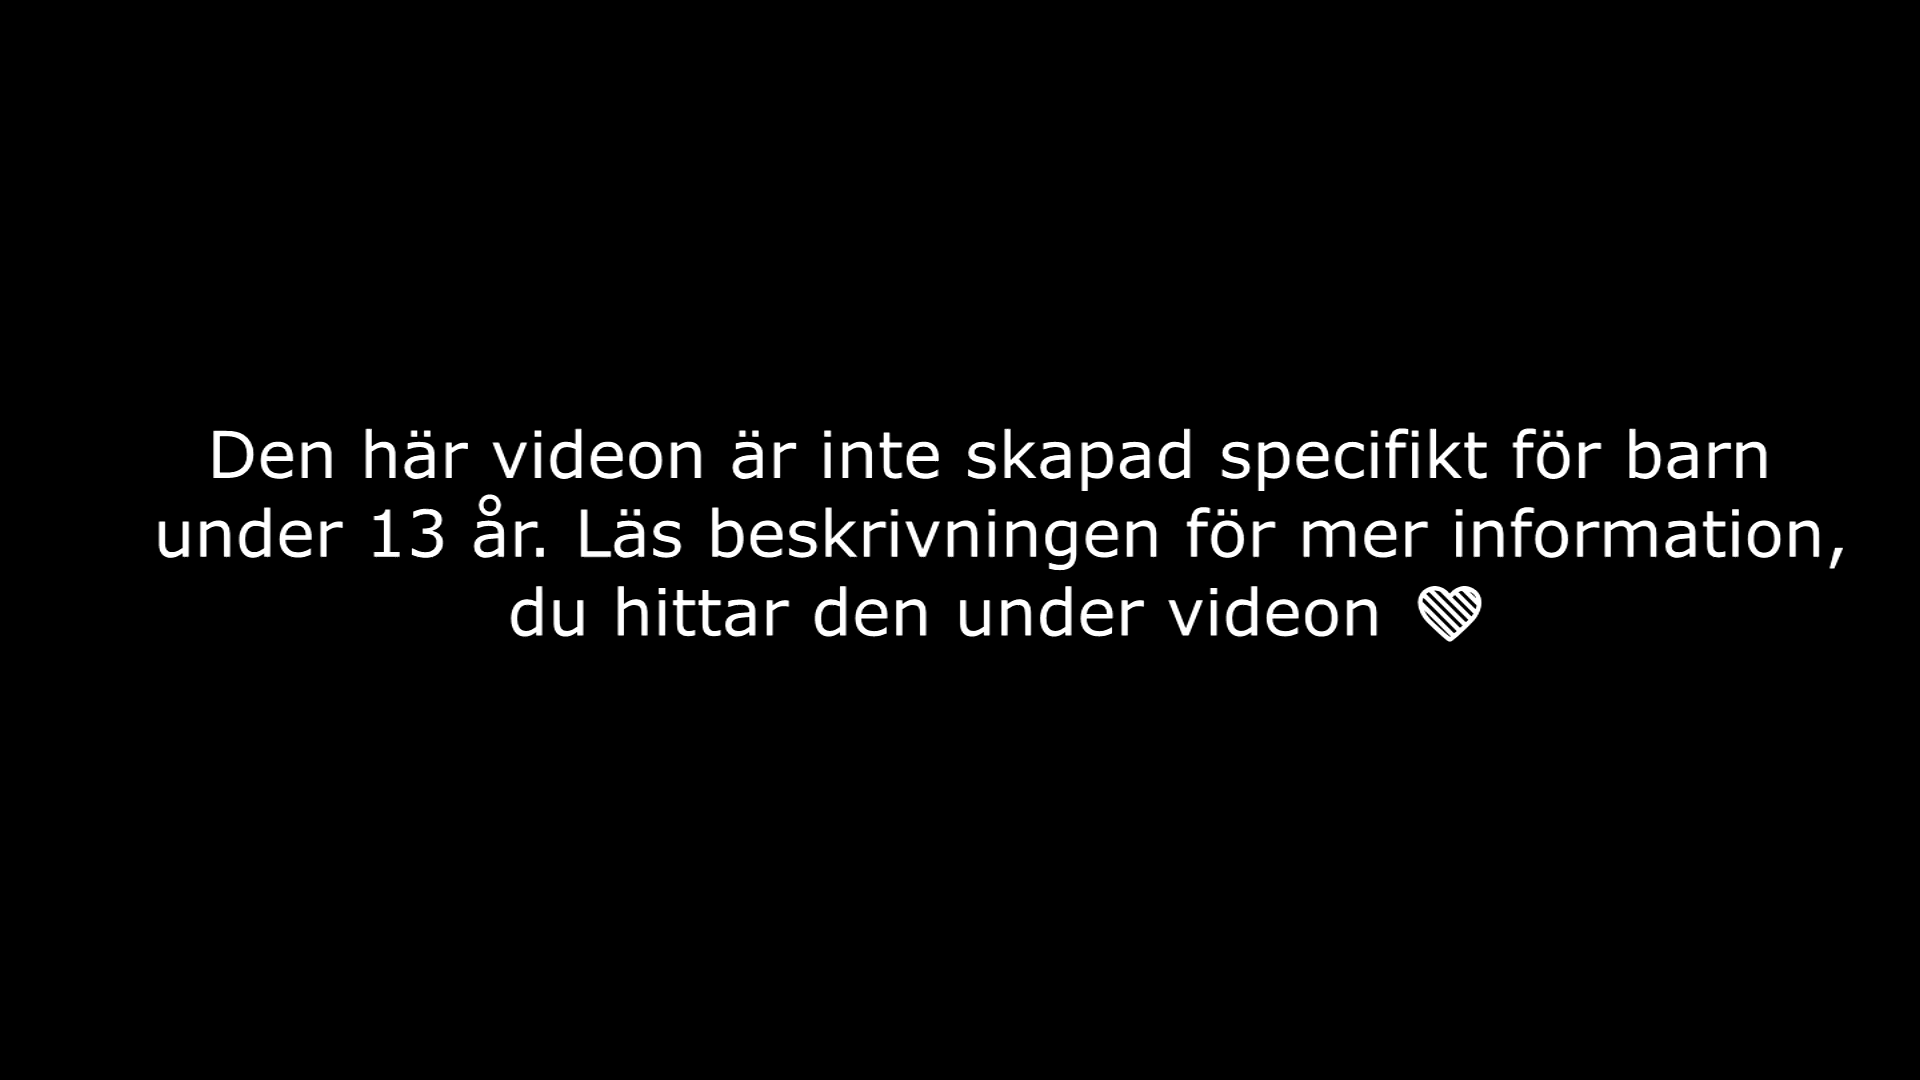 Den här videon är inte skapad specifikt för barn
under 13 år. Läs beskrivningen för mer information,
du hittar den under videon